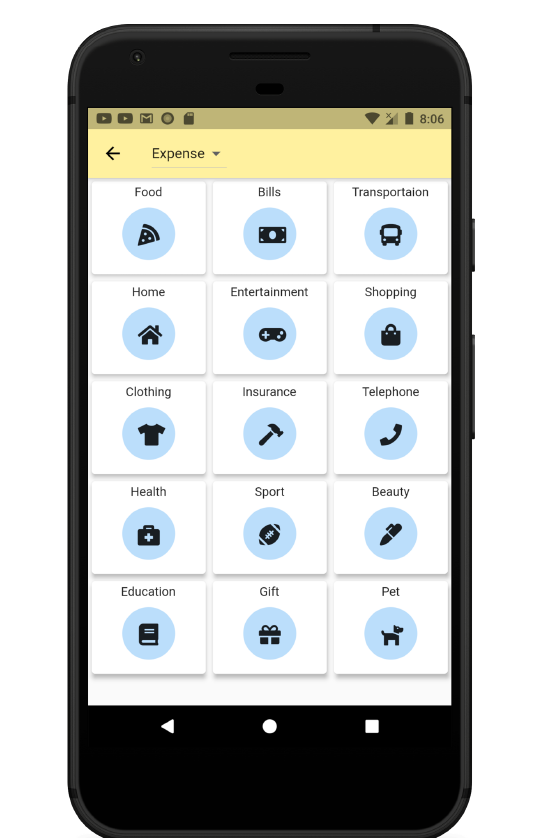 8:06
Expense
Food Bills Transportaion
Home Entertainment Shopping
Clothing Insurance Telephone
Health Sport Beauty
Education Gift Pet